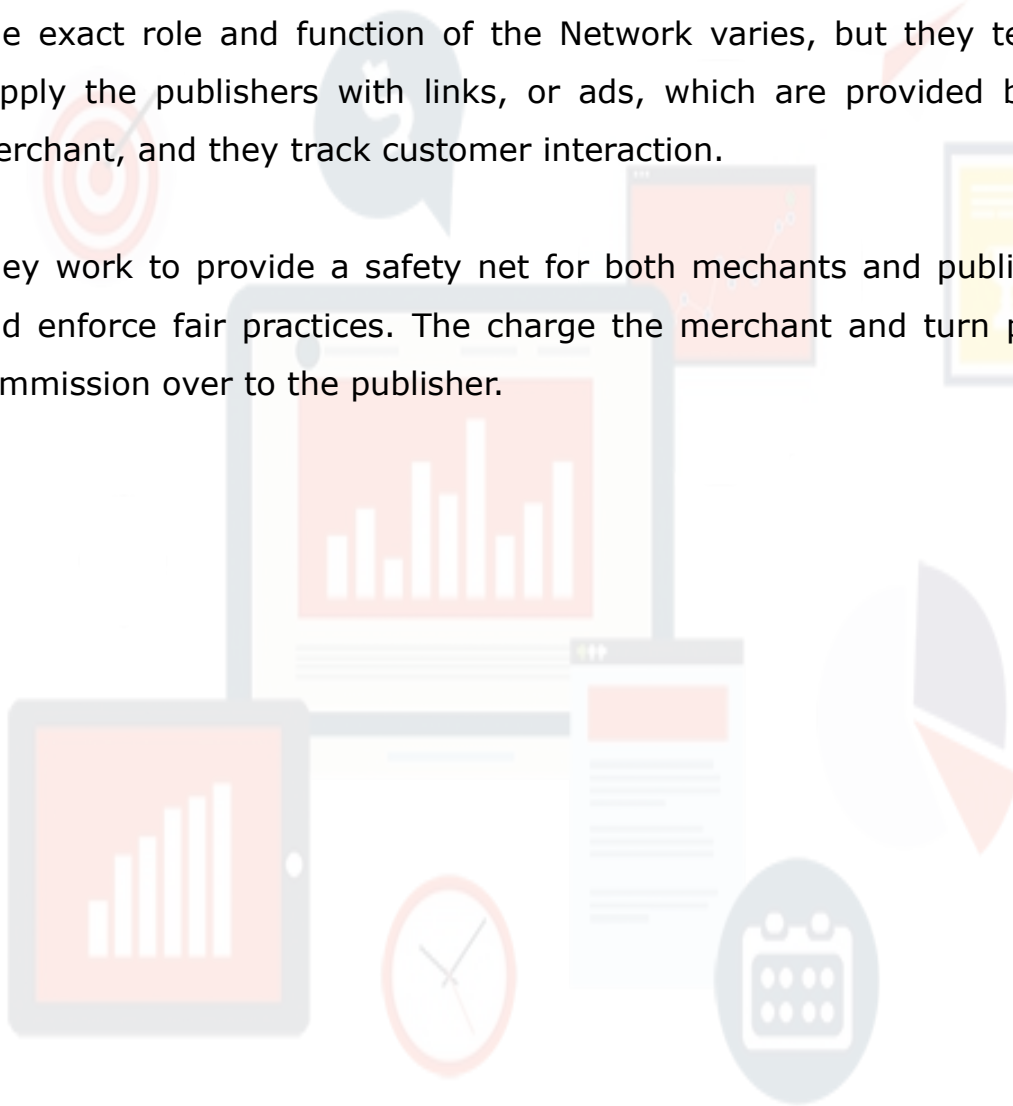 e exact role and function of the Network varies, but they te
pply the publishers with links, or ads, which are provided b
erchant, and they track customer interaction.
ey work to provide a safety net for both mechants and publi
d enforce fair practices. The charge the merchant and turn p
mmission over to the publisher.